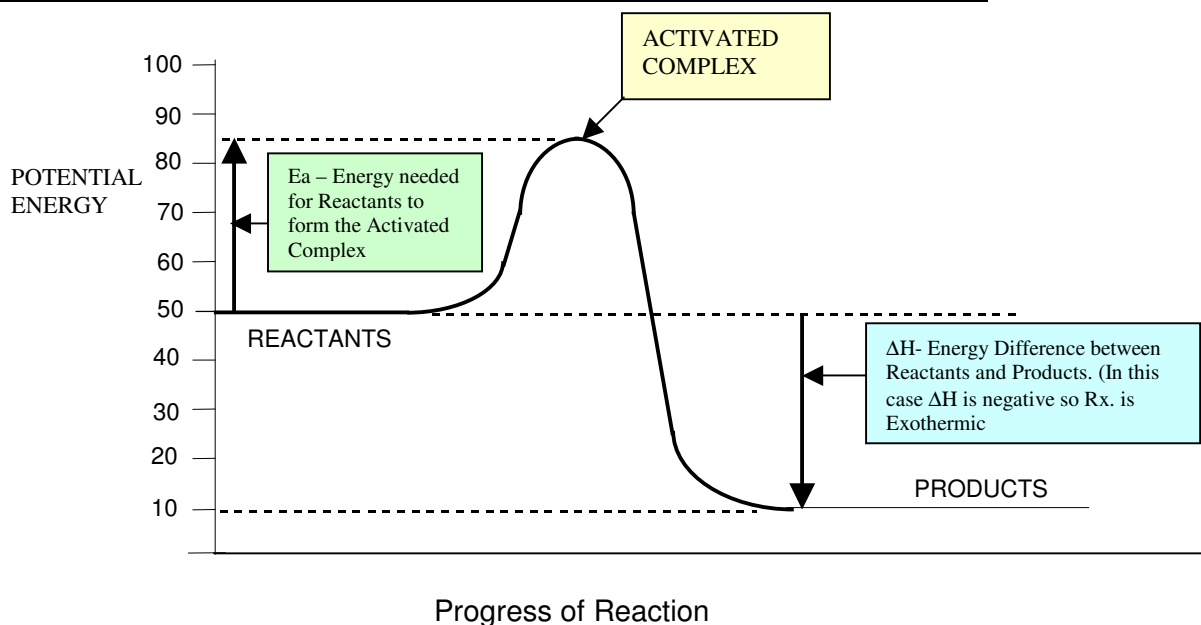 ACTIVATED
COMPLEX
100
90
80
70
60
50
40
30
20
10
POTENTIAL
ENERGY
Ea – Energy needed
for Reactants to
form the Activated
Complex
REACTANTS
ΔH- Energy Difference between
Reactants and Products. (In this
case ΔH is negative so Rx. is
Exothermic
PRODUCTS
Progress of Reaction